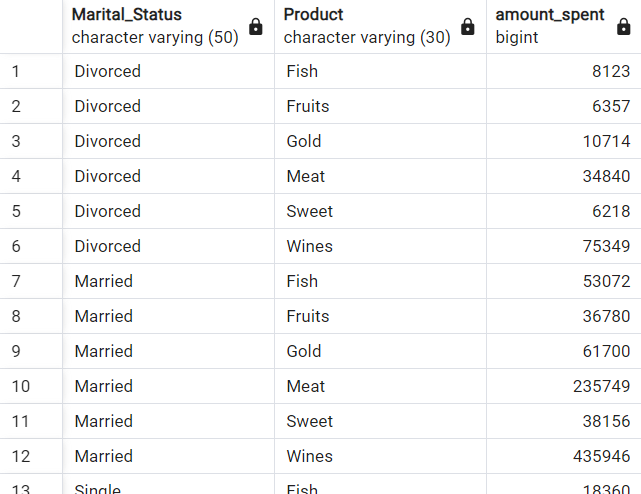 Marital_Status Product amount_spent
character varying (50) character varying (30) bigint
1 Divorced Fish 8123
2 Divorced Fruits 6357
3 Divorced Gold 10714
4 Divorced Meat 34840
5 Divorced Sweet 6218
6 Divorced Wines 75349
7 Married Fish 53072
8 Married Fruits 36780
9 Married Gold 61700
10 Married Meat 235749
11 Married Sweet 38156
12 Married Wines 435946
13 Single Fish 18360